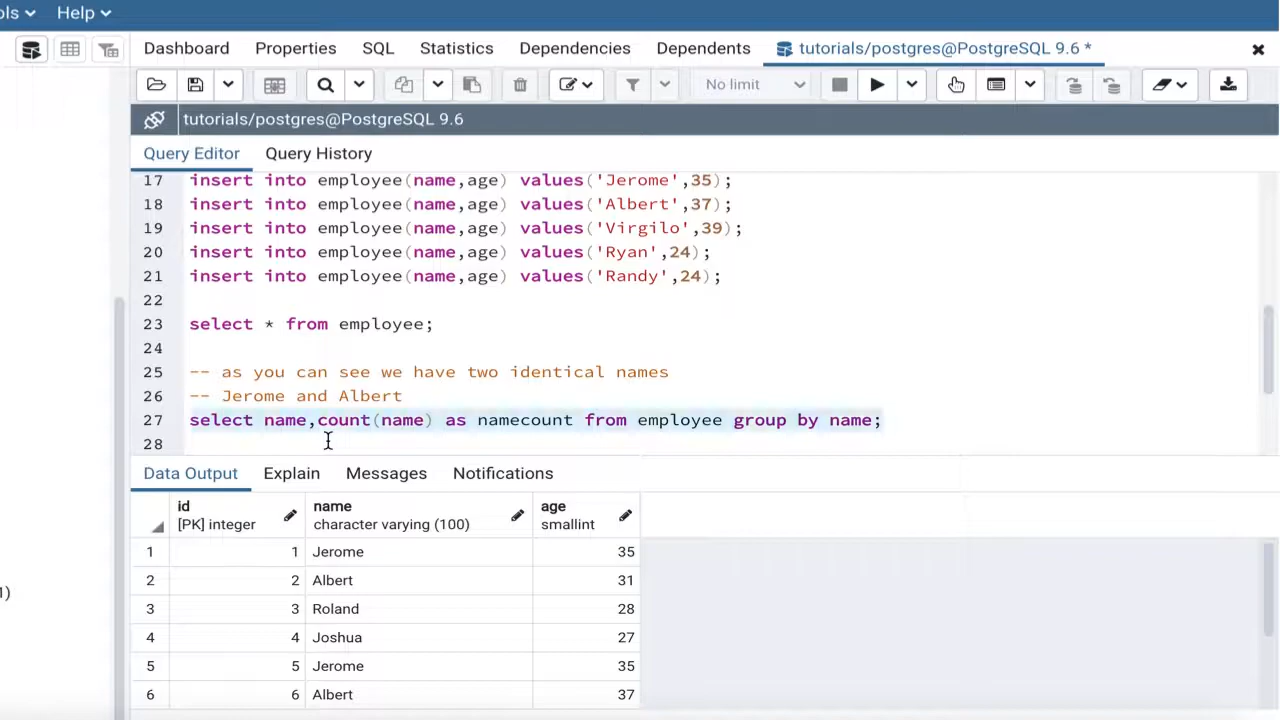 ols Help
Dashboard Properties SQL Statistics Dependencies Dependents tutorials/postgres@PostgreSQL 9.6 *
No limit
tutorials/postgres@PostgreSQL 9.6
Query Editor Query History
17 insert into employee(name,age) values('Jerome',35);
18 insert into employee(name,age) values('Albert',37);
19 insert into employee(name,age) values('Virgilo',39);
20 insert into employee(name,age) values('Ryan',24);
21 insert into employee(name,age) values('Randy',24);
22
23 select * from employee;
24
25 -- as you can see we have two identical names
26 -- Jerome and Albert
27 select name,count(name) as namecount from employee group by name;
28
Data Output Explain Messages Notifications
id name age
[PK] integer character varying (100) smallint
1 1 Jerome 35
2 2 Albert 31
3 3 Roland 28
1)
4 4 Joshua 27
5 5 Jerome 35
6 6 Albert 37